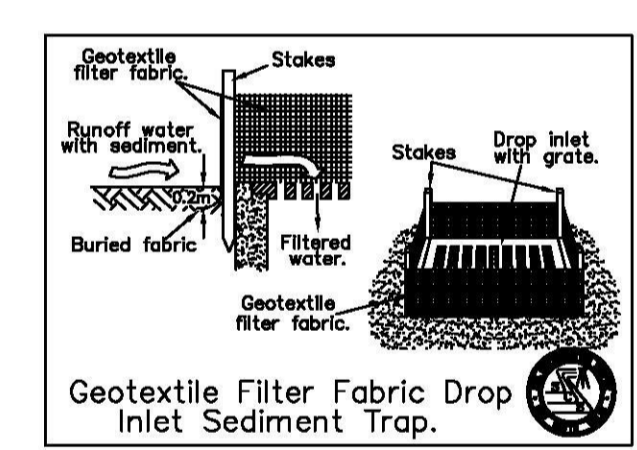 Geotextile
filter fabric.
Stakes
Runoff water
with sediment.
0.2m
Buried fabric
Filtered
water.
Stakes
Drop inlet
with grate.
Geotextile
filter fabric.
Geotextile Filter Fabric Drop
Inlet Sediment Trap.